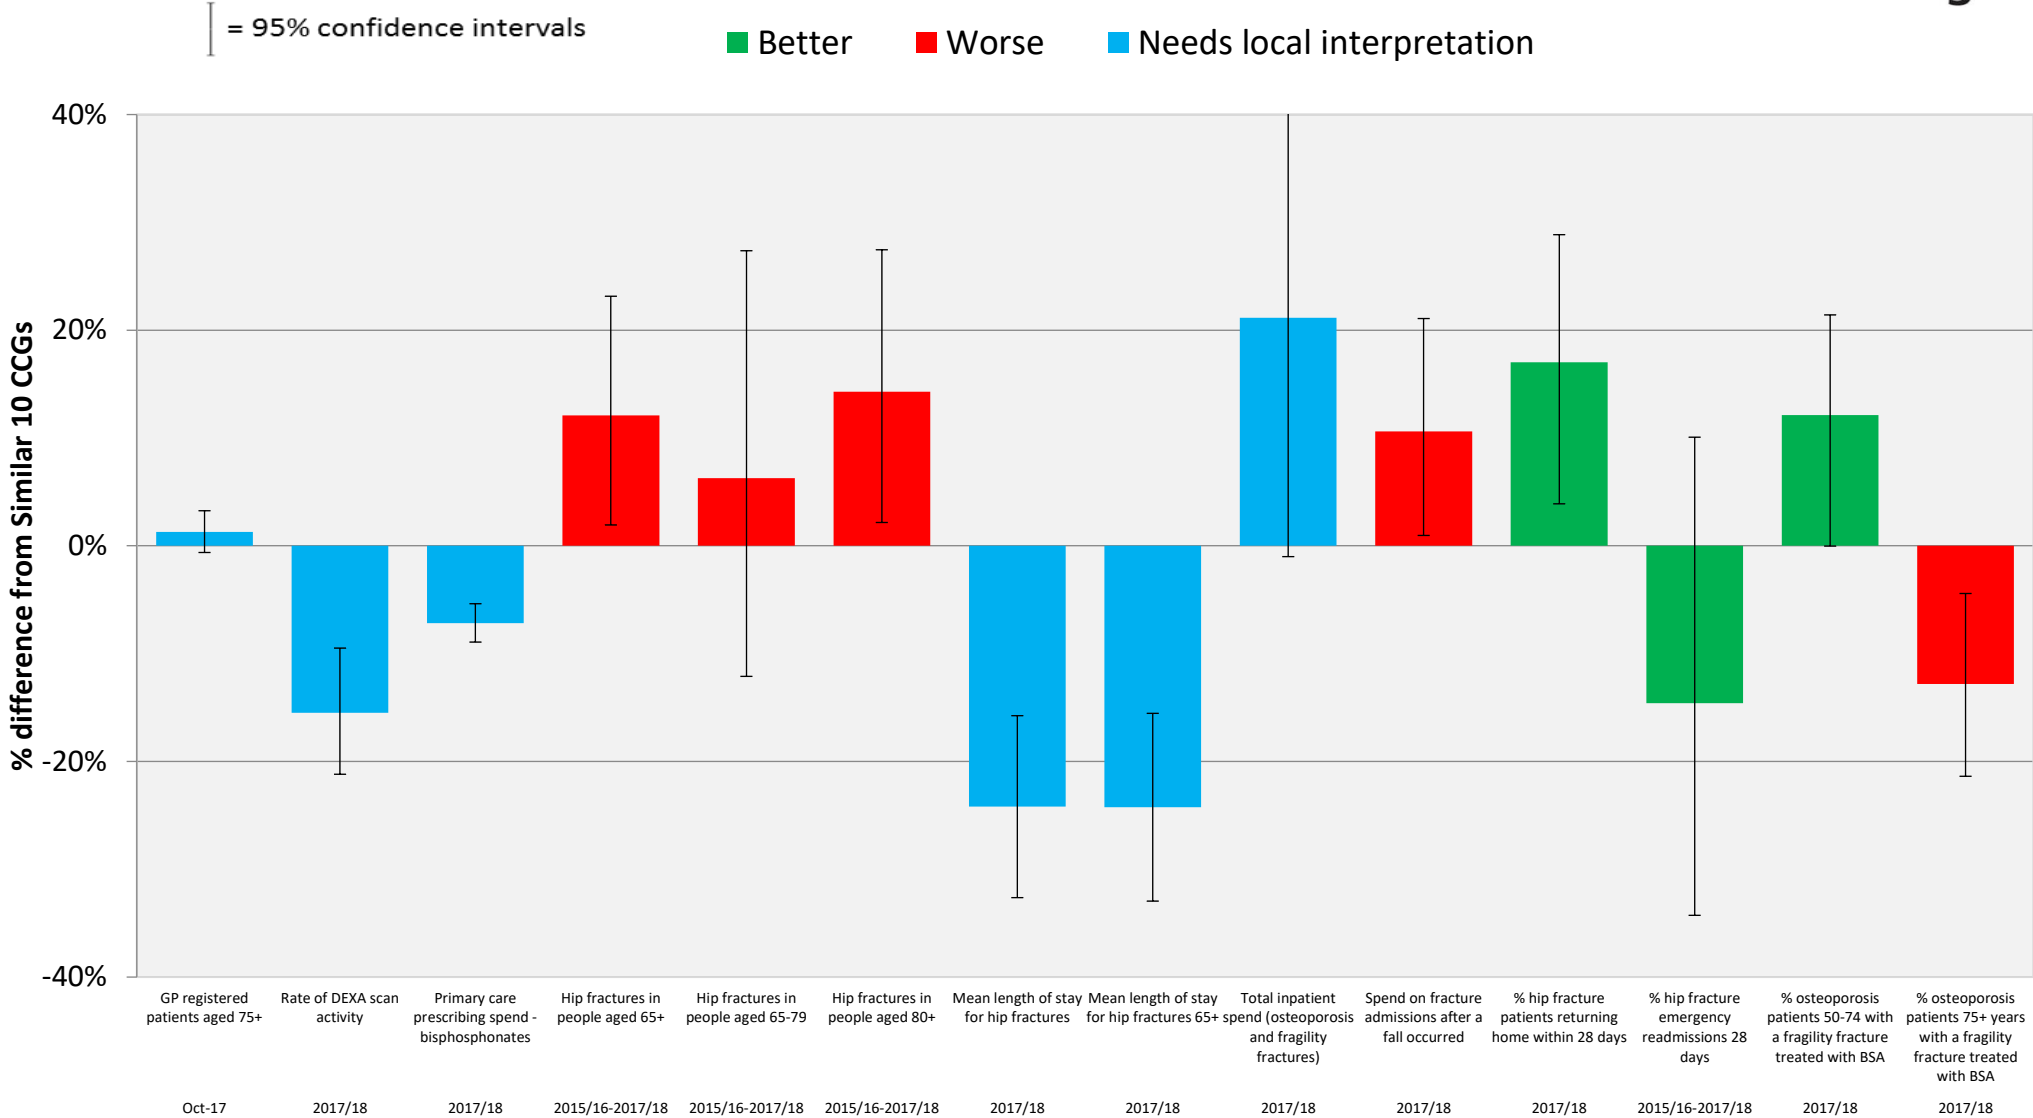 = 95% confidence intervals
Better
Worse
Needs local interpretation
% difference from Similar 10 CCGs
40%
20%
0%
-20%
-40%
GP registered
patients aged 75+
Oct-17
Rate of DEXA scan
activity
2017/18
Primary care
prescribing spend -
bisphosphonates
2017/18
Hip fractures in
people aged 65+
2015/16-2017/18
Hip fractures in
people aged 65-79
2015/16-2017/18
Hip fractures in
people aged 80+
2015/16-2017/18
Mean length of stay
for hip fractures
2017/18
Mean length of stay
for hip fractures 65+
2017/18
Total inpatient
spend (osteoporosis
and fragility
fractures)
2017/18
Spend on fracture
admissions after a
fall occurred
2017/18
% hip fracture
patients returning
home within 28 days
2017/18
% hip fracture
emergency
readmissions 28
days
2015/16-2017/18
% osteoporosis
patients 50-74 with
a fragility fracture
treated with BSA
2017/18
% osteoporosis
patients 75+ years
with a fragility
fracture treated
with BSA
2017/18